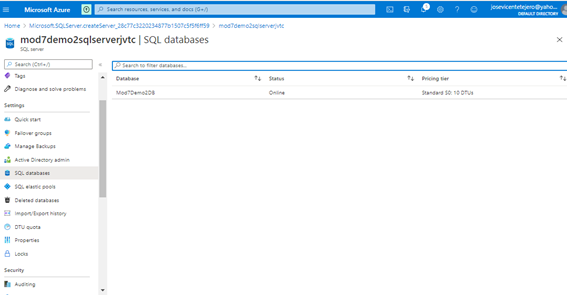 Microsoft Azure
Search resources, services, and docs (G+/)
josevicentetejero@yaho...
DEFAULT DIRECTORY
Home > Microsoft.SQLServer.createServer_28c77c3220234877b1507c5f5f6ff59 > mod7demo2sqlserverjvtc
mod7demo2sqlserverjvtc | SQL databases
SQL server
Search (Ctrl+/)
Tags
Diagnose and solve problems
Settings
Quick start
Failover groups
Manage Backups
Active Directory admin
SQL databases
SQL elastic pools
Deleted databases
Import/Export history
DTU quota
Properties
Locks
Security
Auditing
Search to filter databases...
Database Status Pricing tier
Mod7Demo2DB Online Standard S0: 10 DTUs